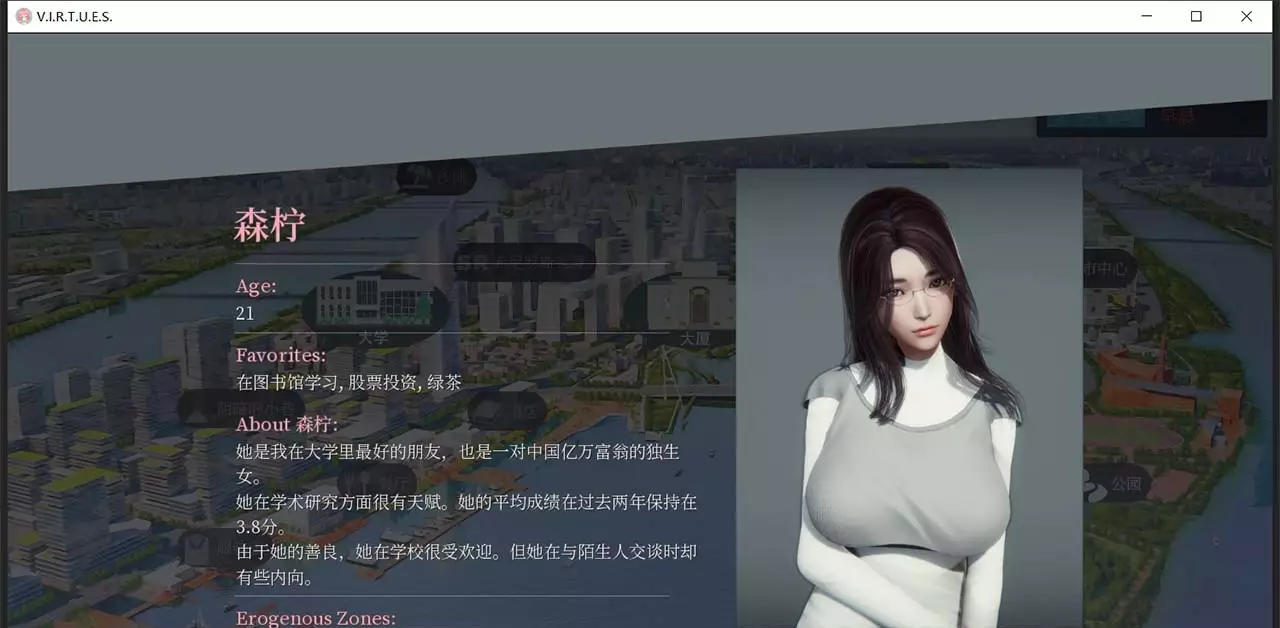 V.I.R.T.U.E.S.
森柠
Age:
21
大学
大厦
市中心
Favorites:
在图书馆学习, 股票投资, 绿茶
About 森柠:
她是我在大学里最好的朋友，也是一对中国亿万富翁的独生
女。
她在学术研究方面很有天赋。她的平均成绩在过去两年保持在
3.8分。
公园
由于她的善良，她在学校很受欢迎。但她在与陌生人交谈时却
有些内向。
Erogenous Zones: